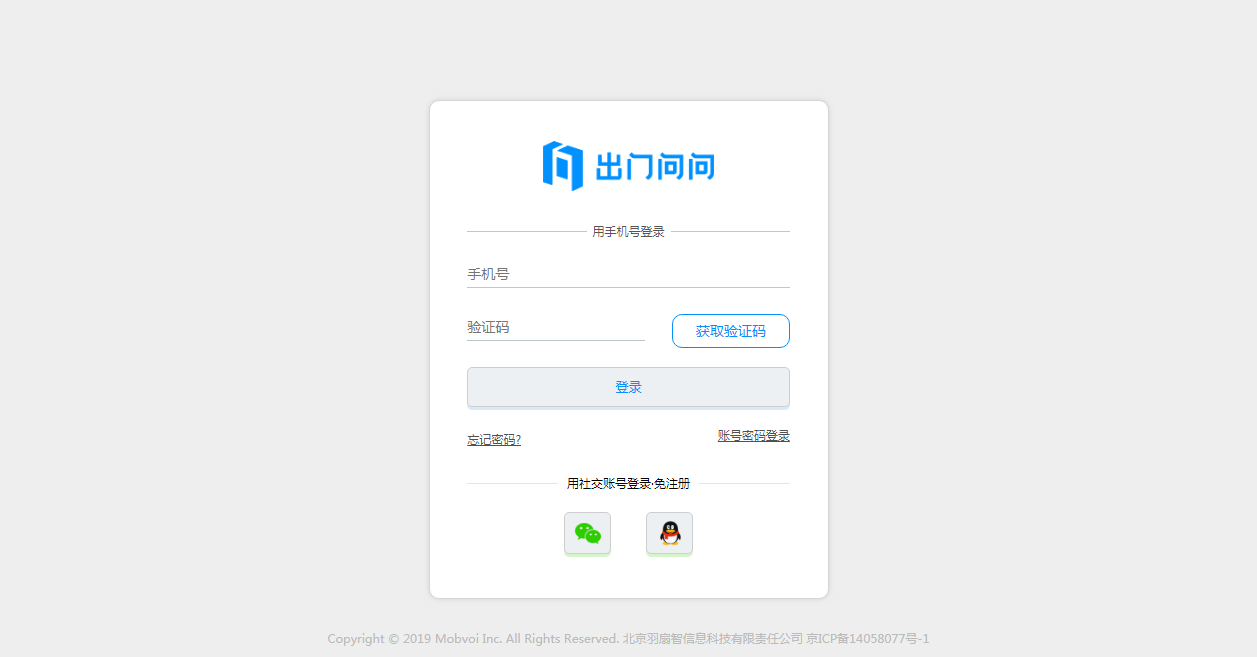 出门问问
用手机号登录
手机号
验证码
获取验证码
登录
忘记密码?
账号密码登录
用社交账号登录·免注册
Copyright © 2019 Mobvoi Inc. All Rights Reserved. 北京羽扇智信息科技有限责任公司 京ICP备14058077号-1